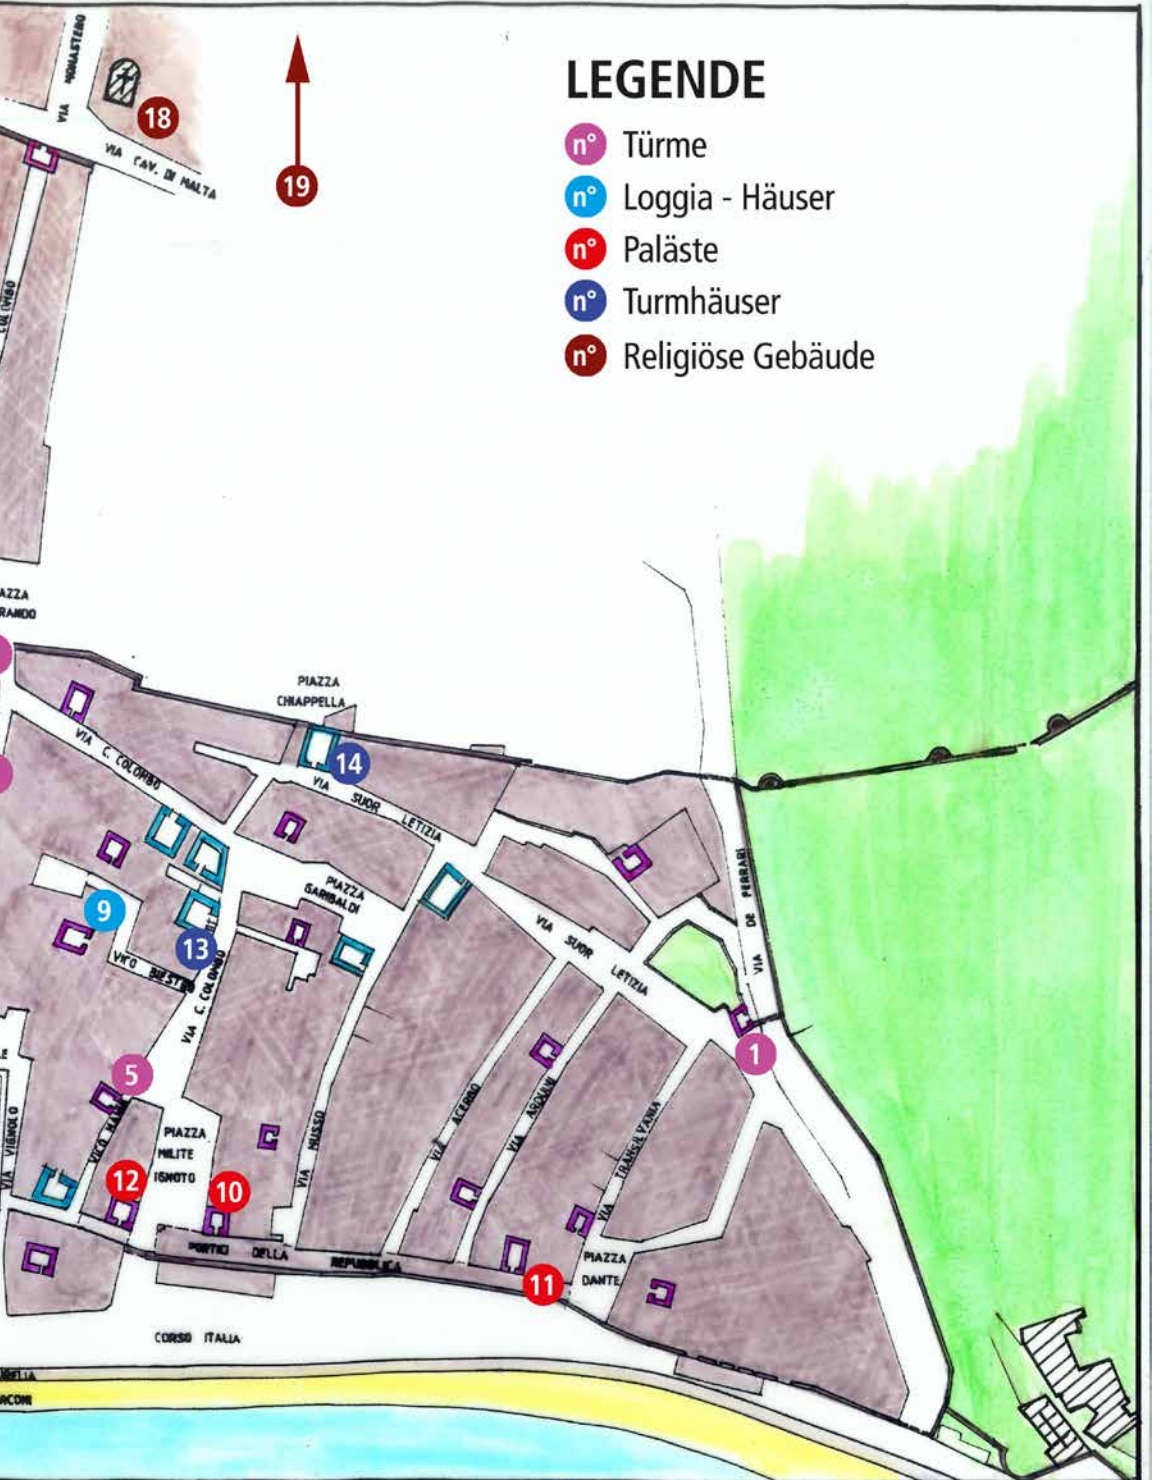 LEGENDE
n° Türme
n° Loggia - Häuser
n° Paläste
n° Turmhäuser
n° Religiöse Gebäude
VIA MONASTERO
18
VIA CAV. DI MALTA
19
PIAZZA
CHIAPPELLA
14
VIA C. COLOMBO
VIA SUOR LETIZIA
PIAZZA
GARIBALDI
9
13
VIA C. COLOMBO
VIA SUOR LETIZIA
VIA DE FERRARI
1
5
VIA VIGNOLO
PIAZZA
MILITE
IGNOTO
12
10
VIA MUSSO
VIA ACERBO
VIA ARDUINI
VIA TRANSILVANIA
PORTICI DELLA REPUBBLICA
PIAZZA
DANTE
11
CORSO ITALIA